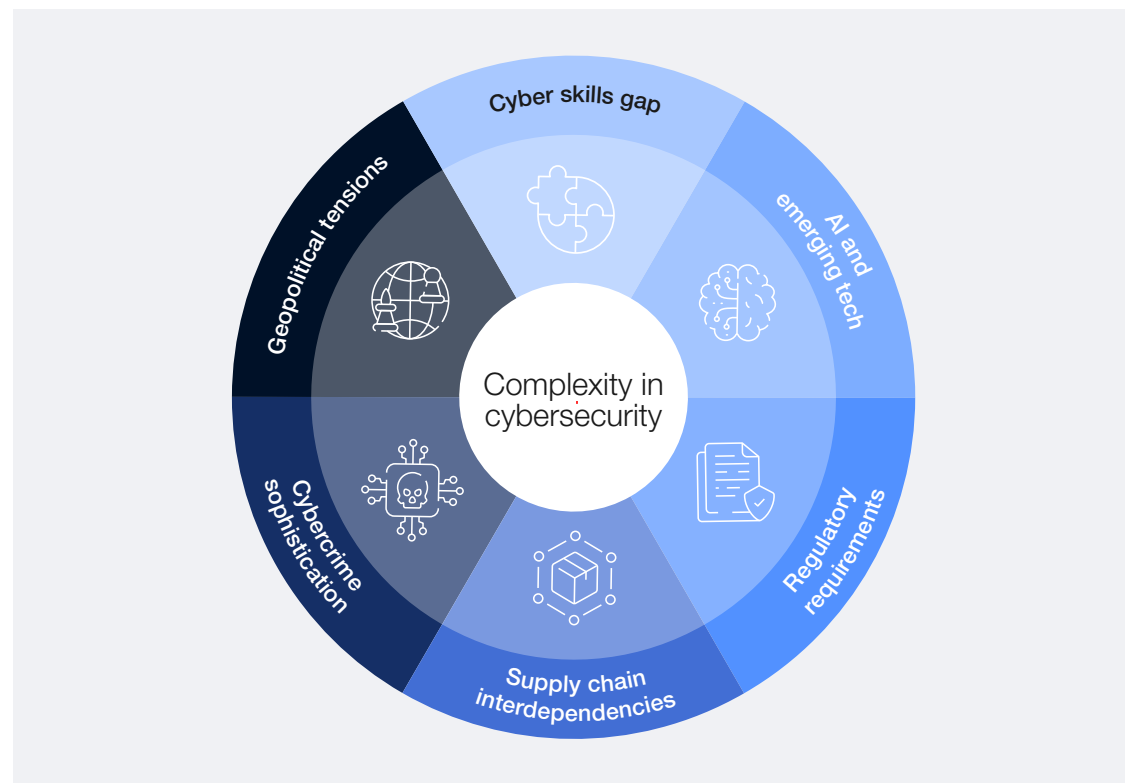 Cyber skills gap
AI and
emerging tech
Regulatory
requirements
Supply chain
interdependencies
Cybercrime
sophistication
Geopolitical tensions
Complexity in
cybersecurity